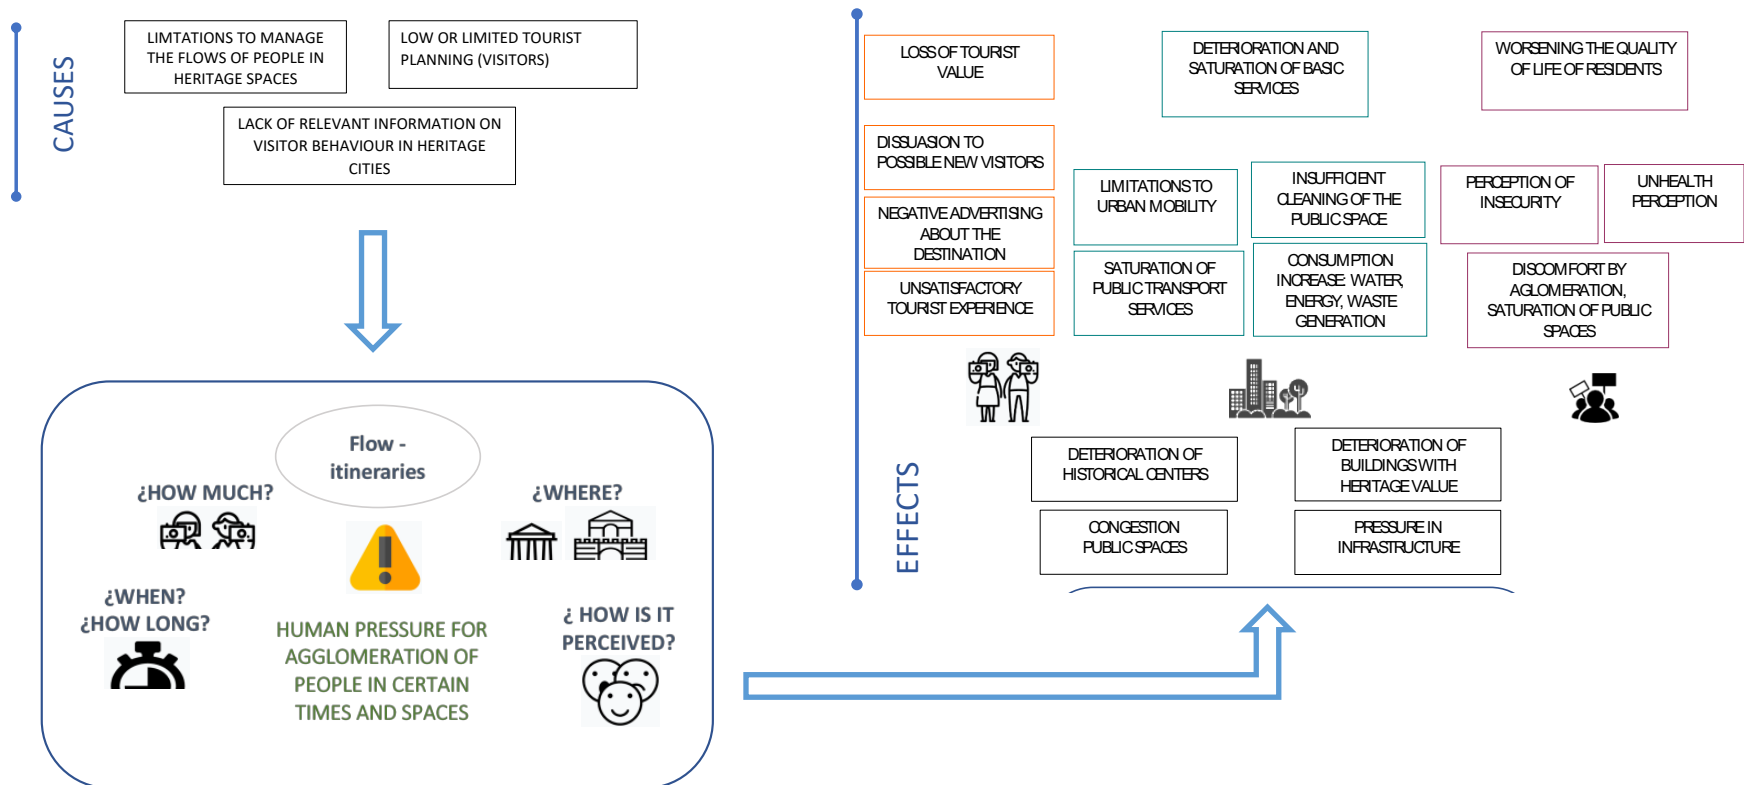 CAUSES
LIMTATIONS TO MANAGE
THE FLOWS OF PEOPLE IN
HERITAGE SPACES
LOW OR LIMITED TOURIST
PLANNING (VISITORS)
LACK OF RELEVANT INFORMATION ON
VISITOR BEHAVIOUR IN HERITAGE
CITIES
Flow -
itineraries
¿HOW MUCH?
¿WHERE?
¿WHEN?
¿HOW LONG?
¿ HOW IS IT
PERCEIVED?
HUMAN PRESSURE FOR
AGGLOMERATION OF
PEOPLE IN CERTAIN
TIMES AND SPACES
EFFECTS
LOSS OF TOURIST
VALUE
DISSUASION TO
POSSIBLE NEW VISITORS
NEGATIVE ADVERTISING
ABOUT THE
DESTINATION
UNSATISFACTORY
TOURIST EXPERIENCE
DETERIORATION AND
SATURATION OF BASIC
SERVICES
LIMITATIONS TO
URBAN MOBILITY
INSUFFICIENT
CLEANING OF THE
PUBLIC SPACE
SATURATION OF
PUBLIC TRANSPORT
SERVICES
CONSUMPTION
INCREASE: WATER,
ENERGY, WASTE
GENERATION
WORSENING THE QUALITY
OF LIFE OF RESIDENTS
PERCEPTION OF
INSECURITY
UNHEALTH
PERCEPTION
DISCOMFORT BY
AGLOMERATION,
SATURATION OF PUBLIC
SPACES
DETERIORATION OF
HISTORICAL CENTERS
DETERIORATION OF
BUILDINGS WITH
HERITAGE VALUE
CONGESTION
PUBLIC SPACES
PRESSURE IN
INFRASTRUCTURE